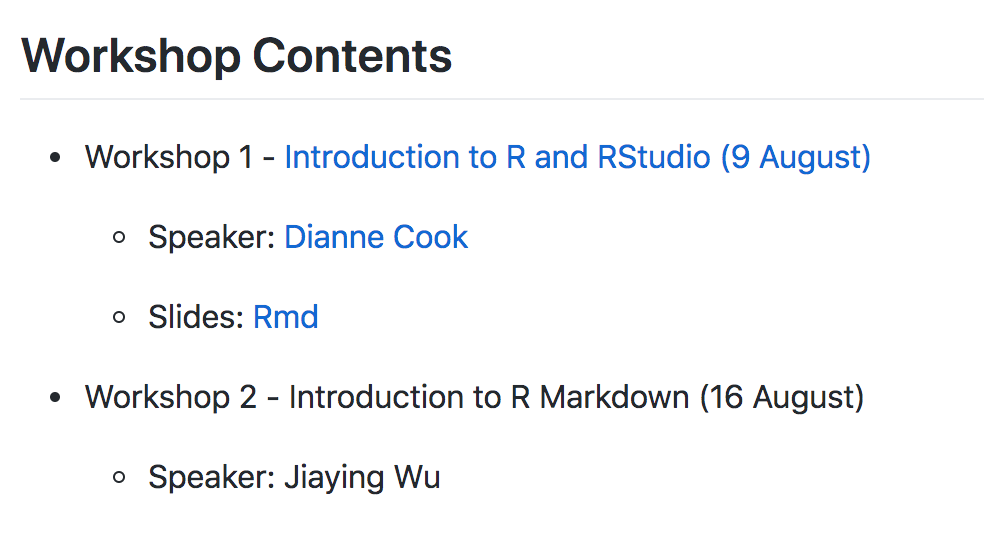 Workshop Contents
Workshop 1 - Introduction to R and RStudio (9 August)
Speaker: Dianne Cook
Slides: Rmd
Workshop 2 - Introduction to R Markdown (16 August)
Speaker: Jiaying Wu